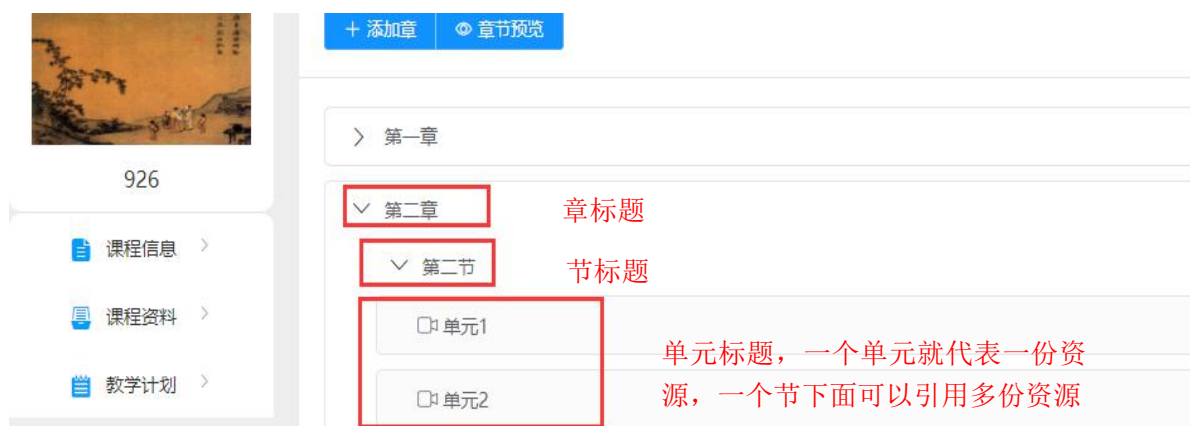 + 添加章
章节预览
第一章
926
第二章
章标题
课程信息
第二节
节标题
课程资料
单元1
单元标题，一个单元就代表一份资
源，一个节下面可以引用多份资源
教学计划
单元2